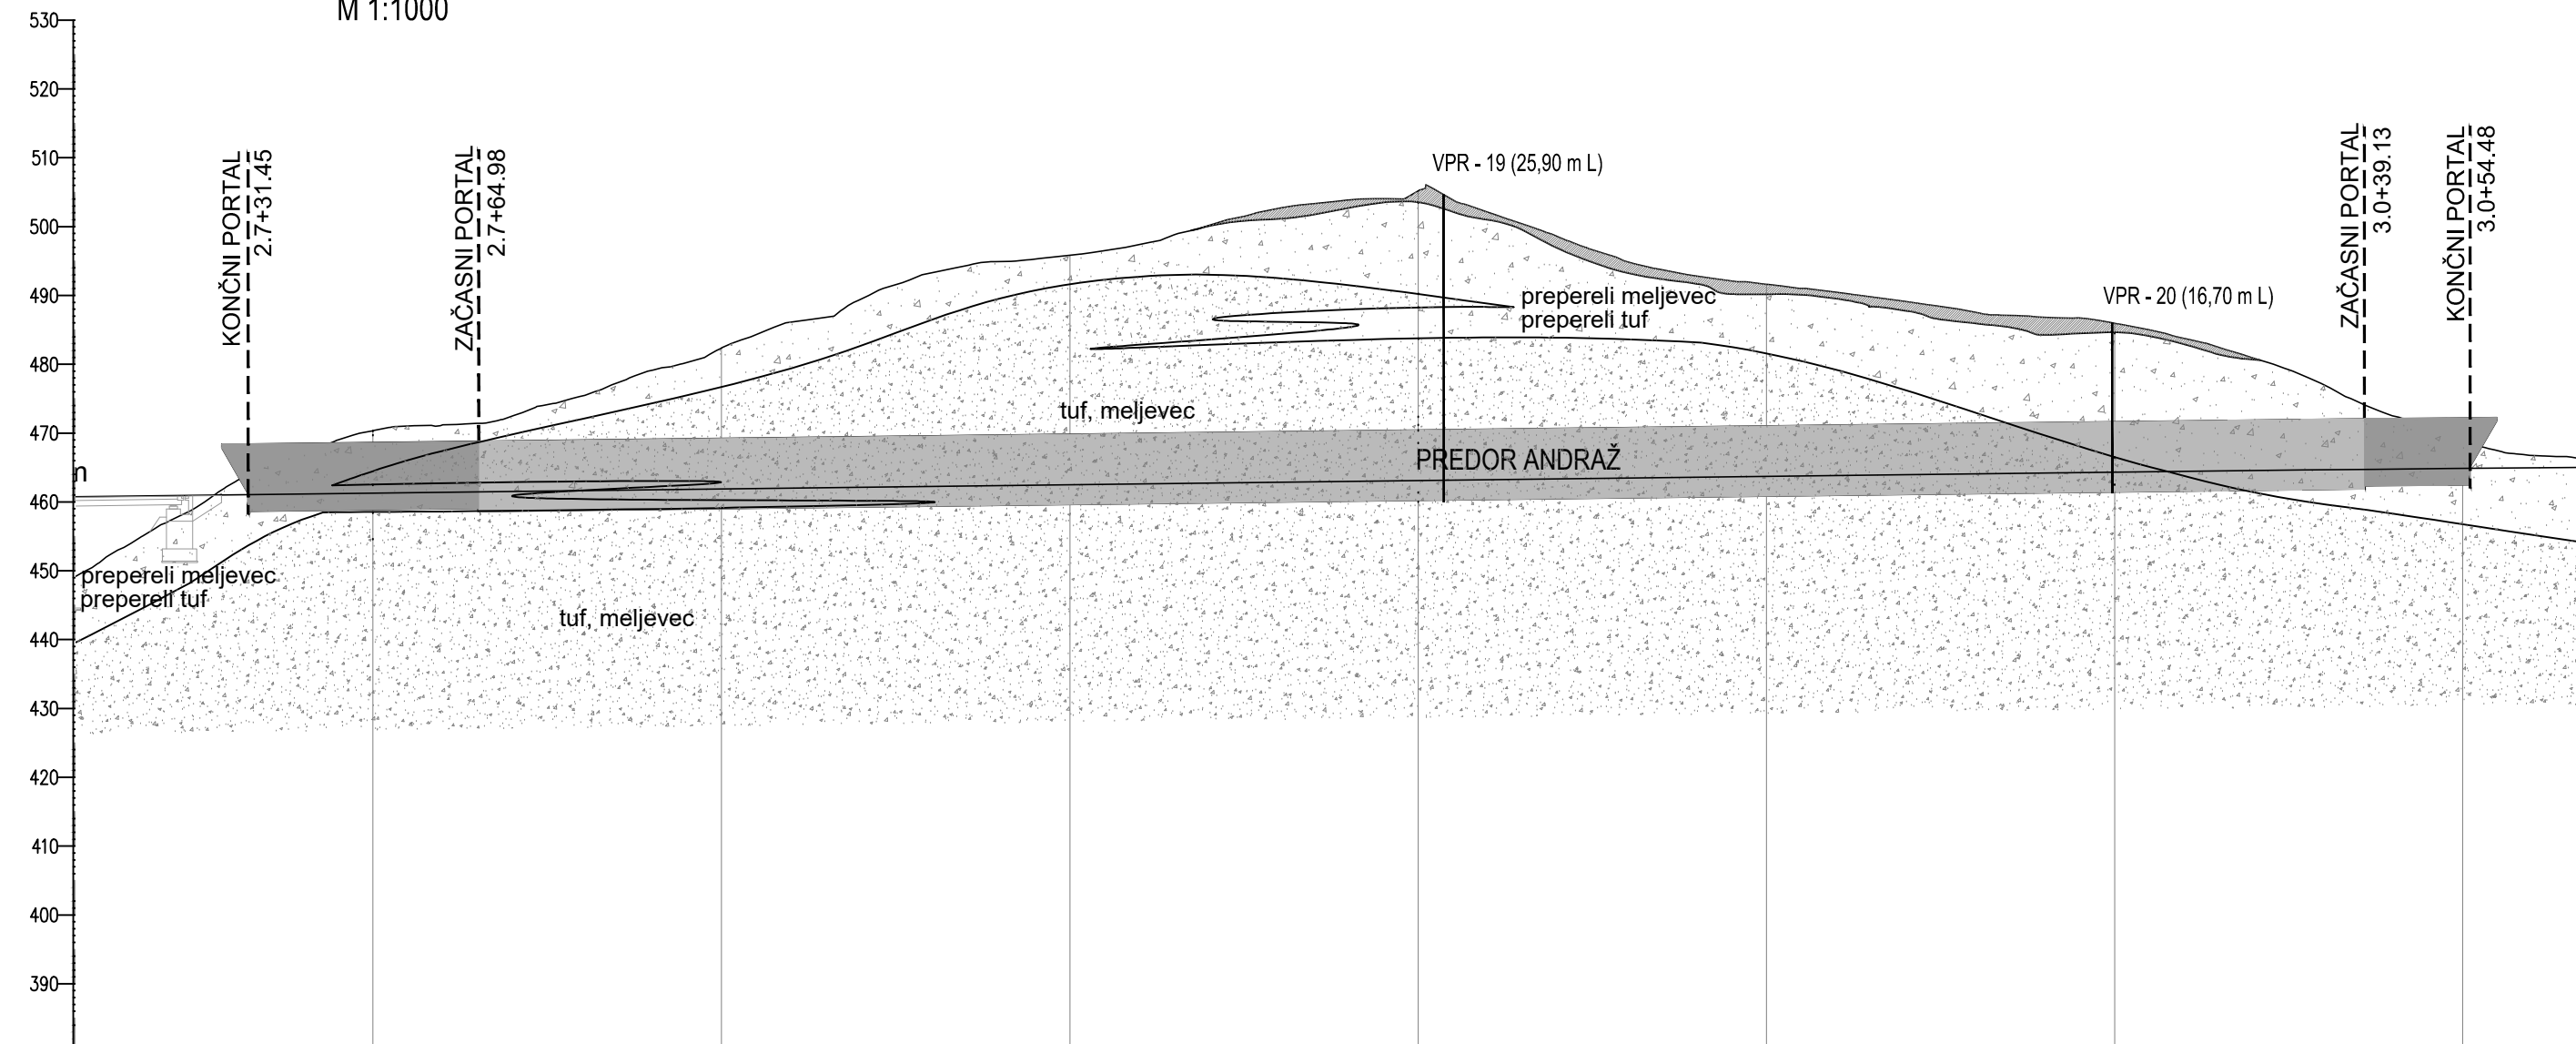 M 1:1000
530
520
510
500
490
480
470
460
450
440
430
420
410
400
390
KONČNI PORTAL
2.7+31.45
ZAČASNI PORTAL
2.7+64.98
VPR - 19 (25,90 m L)
prepereli meljevec
prepereli tuf
VPR - 20 (16,70 m L)
ZAČASNI PORTAL
3.0+39.13
KONČNI PORTAL
3.0+54.48
tuf, meljevec
PREDOR ANDRAŽ
n
prepereli meljevec
prepereli tuf
tuf, meljevec